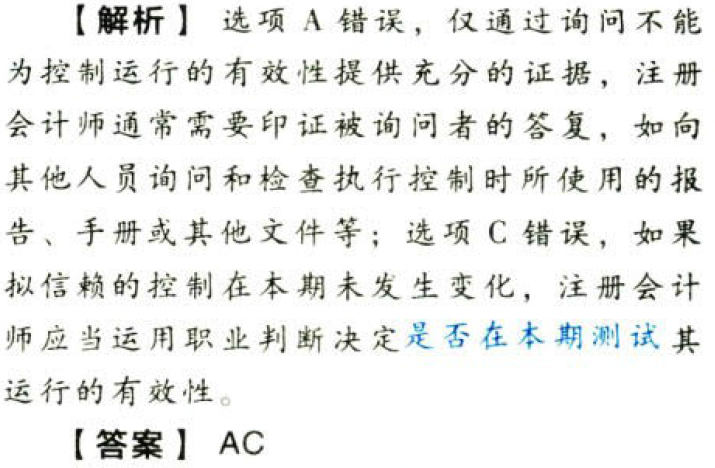 【解析】 选项 A 错误，仅通过询问不能
为控制运行的有效性提供充分的证据，注册
会计师通常需要印证被询问者的答复，如向
其他人员询问和检查执行控制时所使用的报
告、手册或其他文件等；选项 C 错误，如果
拟信赖的控制在本期未发生变化，注册会计
师应当运用职业判断决定是否在本期测试其
运行的有效性。
【答案】 AC